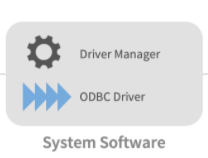 Driver Manager
ODBC Driver
System Software